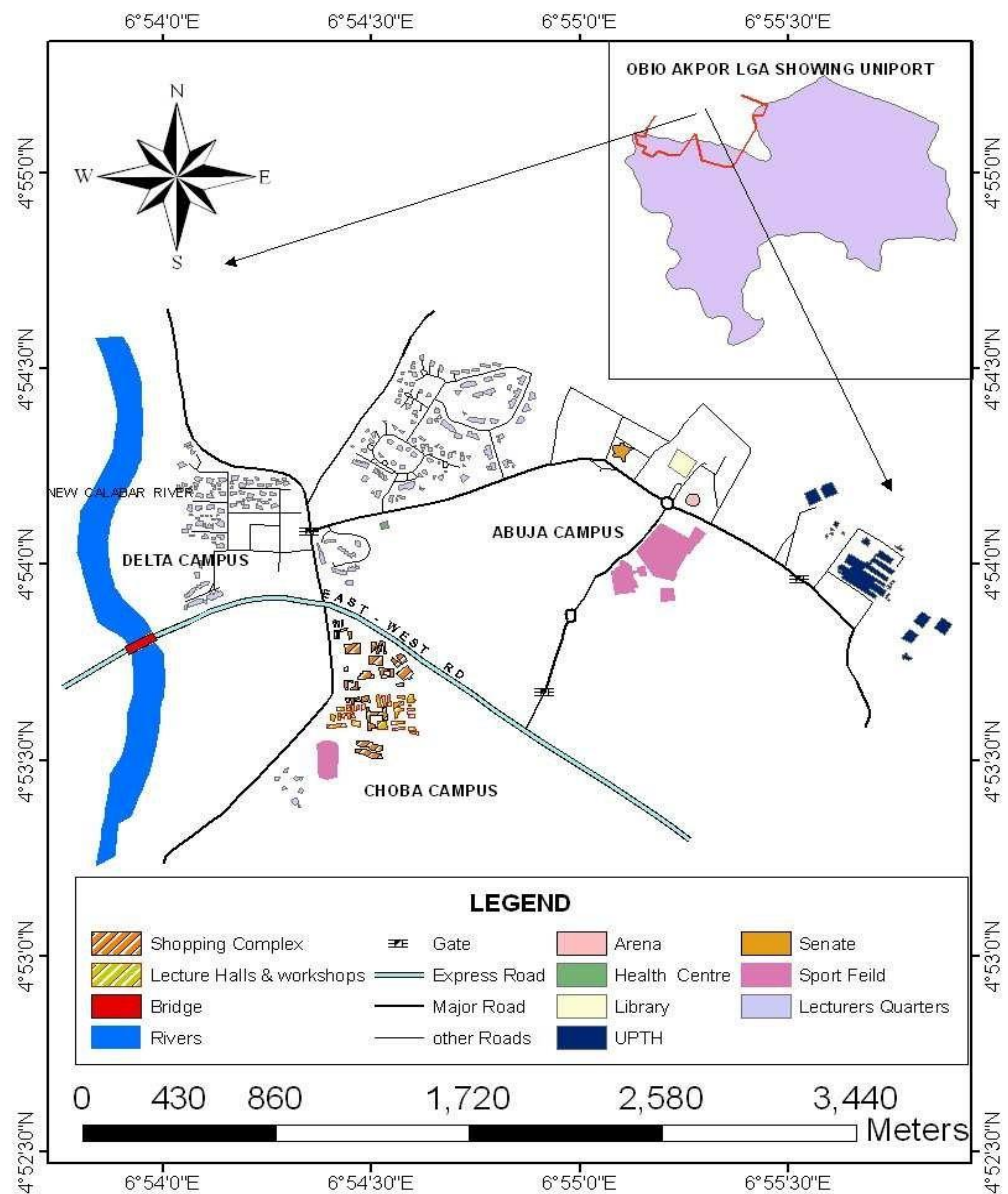 6°54'0"E 6°54'30"E 6°55'0"E 6°55'30"E
OBIO AKPOR LGA SHOWING UNIPORT
N
W E
S
4°55'0"N 4°55'0"N
4°54'30"N 4°54'30"N
NEW CALABAR RIVER
ABUJA CAMPUS
DELTA CAMPUS
4°54'0"N 4°54'0"N
EAST - WEST RD
4°53'30"N 4°53'30"N
CHOBA CAMPUS
LEGEND
Shopping Complex Gate Arena Senate
Lecture Halls & workshops Express Road Health Centre Sport Feild
Bridge Major Road Library Lecturers Quarters
Rivers other Roads UPTH
4°53'0"N 4°53'0"N
0 430 860 1,720 2,580 3,440
Meters
4°52'30"N 4°52'30"N
6°54'0"E 6°54'30"E 6°55'0"E 6°55'30"E